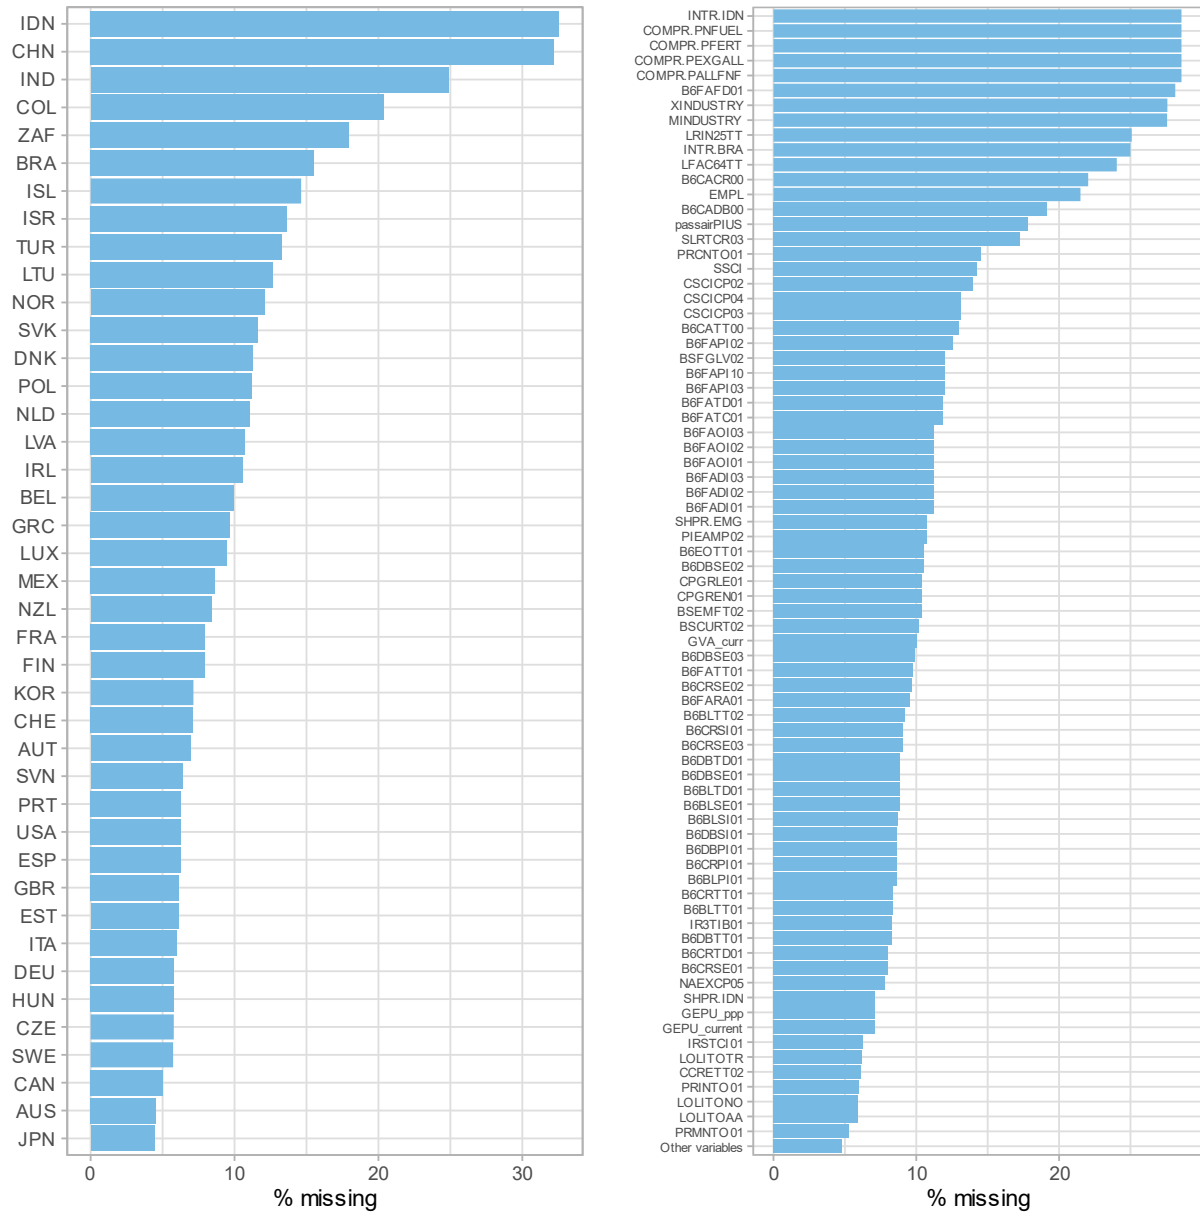 IDN
CHN
IND
COL
ZAF
BRA
ISL
ISR
TUR
LTU
NOR
SVK
DNK
POL
NLD
LVA
IRL
BEL
GRC
LUX
MEX
NZL
FRA
FIN
KOR
CHE
AUT
SVN
PRT
USA
ESP
GBR
EST
ITA
DEU
HUN
CZE
SWE
CAN
AUS
JPN
0 10 20 30
% missing
INTR.IDN
COMPR.PNFUEL
COMPR.PFERT
COMPR.PEXGALL
COMPR.PALLFNF
B6FAFD01
XINDUSTRY
MINDUSTRY
LRIN25TT
INTR.BRA
LFAC64TT
B6CACR00
EMPL
B6CADB00
passairPIUS
SLRTCR03
PRCNTO01
SSCI
CSCICP02
CSCICP04
CSCICP03
B6CATT00
B6FAPI02
BSFGLV02
B6FAPI10
B6FAPI03
B6FATD01
B6FATC01
B6FAOI03
B6FAOI02
B6FAOI01
B6FADI03
B6FADI02
B6FADI01
SHPR.EMG
PIEAMP02
B6EOTT01
B6DBSE02
CPGRLE01
CPGREN01
BSEMFT02
BSCURT02
GVA_curr
B6DBSE03
B6FATT01
B6CRSE02
B6FARA01
B6BLTT02
B6CRSI01
B6CRSE03
B6DBTD01
B6DBSE01
B6BLTD01
B6BLSE01
B6BLSI01
B6DBSI01
B6DBPI01
B6CRPI01
B6BLPI01
B6CRTT01
B6BLTT01
IR3TIB01
B6DBTT01
B6CRTD01
B6CRSE01
NAEXCP05
SHPR.IDN
GEPU_ppp
GEPU_current
IRSTCI01
LOLITOTR
CCRETT02
PRINTO01
LOLITONO
LOLITOAA
PRMNTO01
Other variables
0 10 20
% missing